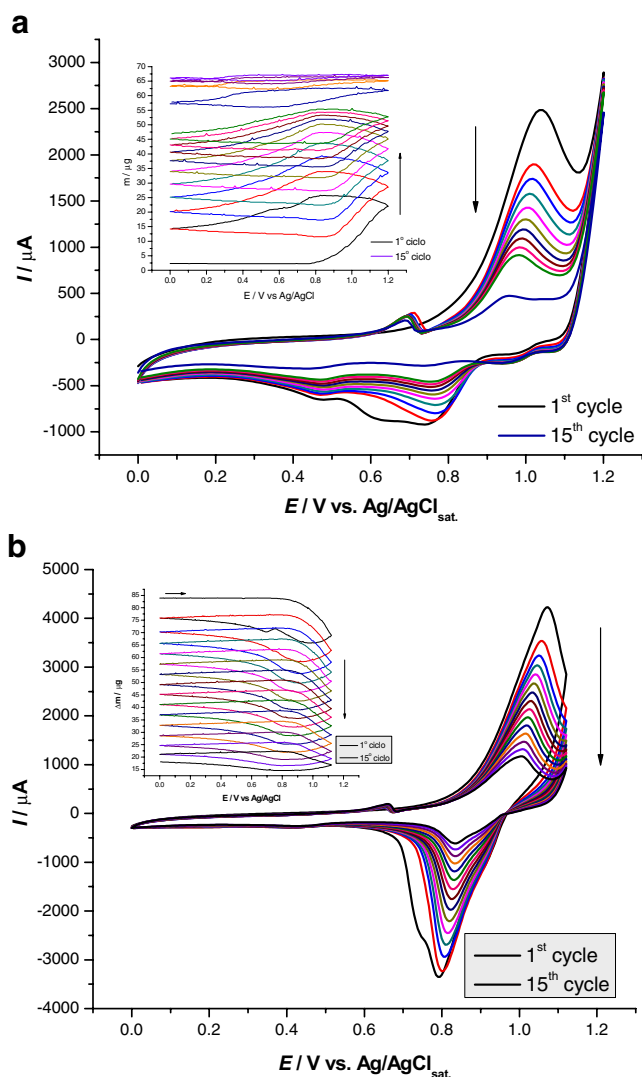 a
3000
2500
2000
1500
1000
500
0
-500
-1000
I / µA
0.0 0.2 0.4 0.6 0.8 1.0 1.2
E / V vs. Ag/AgCl sat.
1st cycle
15th cycle
70
65
60
55
50
45
40
35
30
25
20
15
10
5
0
m / µg
0.0 0.2 0.4 0.6 0.8 1.0 1.2
E / V vs Ag/AgCl
1° ciclo
15° ciclo
b
5000
4000
3000
2000
1000
0
-1000
-2000
-3000
-4000
I / µA
0.0 0.2 0.4 0.6 0.8 1.0 1.2
E / V vs. Ag/AgCl sat.
1st cycle
15th cycle
85
80
75
70
65
60
55
50
45
40
35
30
25
20
15
Δm / µg
0.0 0.2 0.4 0.6 0.8 1.0 1.2
E / V vs Ag/AgCl
1° ciclo
15° ciclo